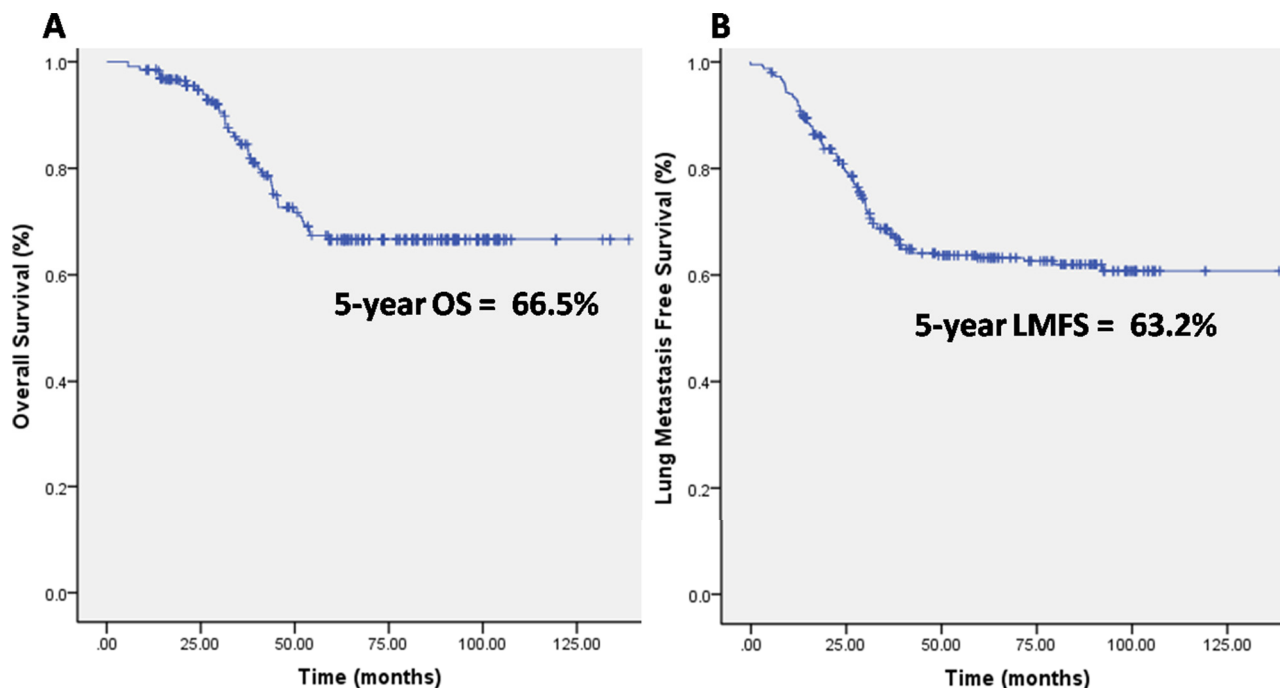 A
Overall Survival (%)
1.0
0.8
0.6
0.4
0.2
0.0
5-year OS = 66.5%
.00 25.00 50.00 75.00 100.00 125.00
Time (months)
B
Lung Metastasis Free Survival (%)
1.0
0.8
0.6
0.4
0.2
0.0
5-year LMFS = 63.2%
.00 25.00 50.00 75.00 100.00 125.00
Time (months)